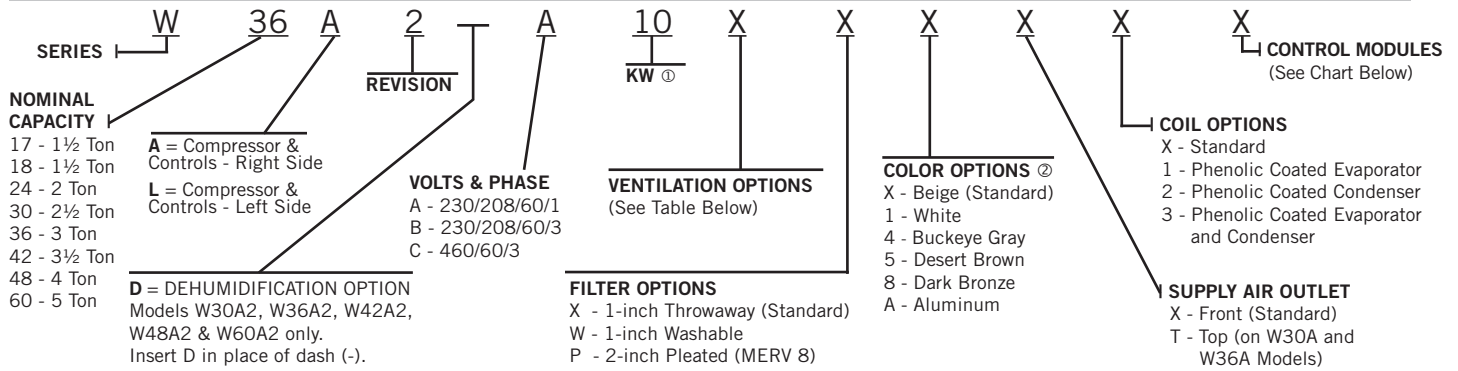 W 36 A 2 — A 10 X X X X X X
SERIES
REVISION
KW ①
CONTROL MODULES
(See Chart Below)
NOMINAL
CAPACITY
17 - 1½ Ton
18 - 1½ Ton
24 - 2 Ton
30 - 2½ Ton
36 - 3 Ton
42 - 3½ Ton
48 - 4 Ton
60 - 5 Ton
A = Compressor &
Controls - Right Side
L = Compressor &
Controls - Left Side
D = DEHUMIDIFICATION OPTION
Models W30A2, W36A2, W42A2,
W48A2 & W60A2 only.
Insert D in place of dash (-).
VOLTS & PHASE
A - 230/208/60/1
B - 230/208/60/3
C - 460/60/3
VENTILATION OPTIONS
(See Table Below)
FILTER OPTIONS
X - 1-inch Throwaway (Standard)
W - 1-inch Washable
P - 2-inch Pleated (MERV 8)
COLOR OPTIONS ②
X - Beige (Standard)
1 - White
4 - Buckeye Gray
5 - Desert Brown
8 - Dark Bronze
A - Aluminum
COIL OPTIONS
X - Standard
1 - Phenolic Coated Evaporator
2 - Phenolic Coated Condenser
3 - Phenolic Coated Evaporator
and Condenser
SUPPLY AIR OUTLET
X - Front (Standard)
T - Top (on W30A and
W36A Models)